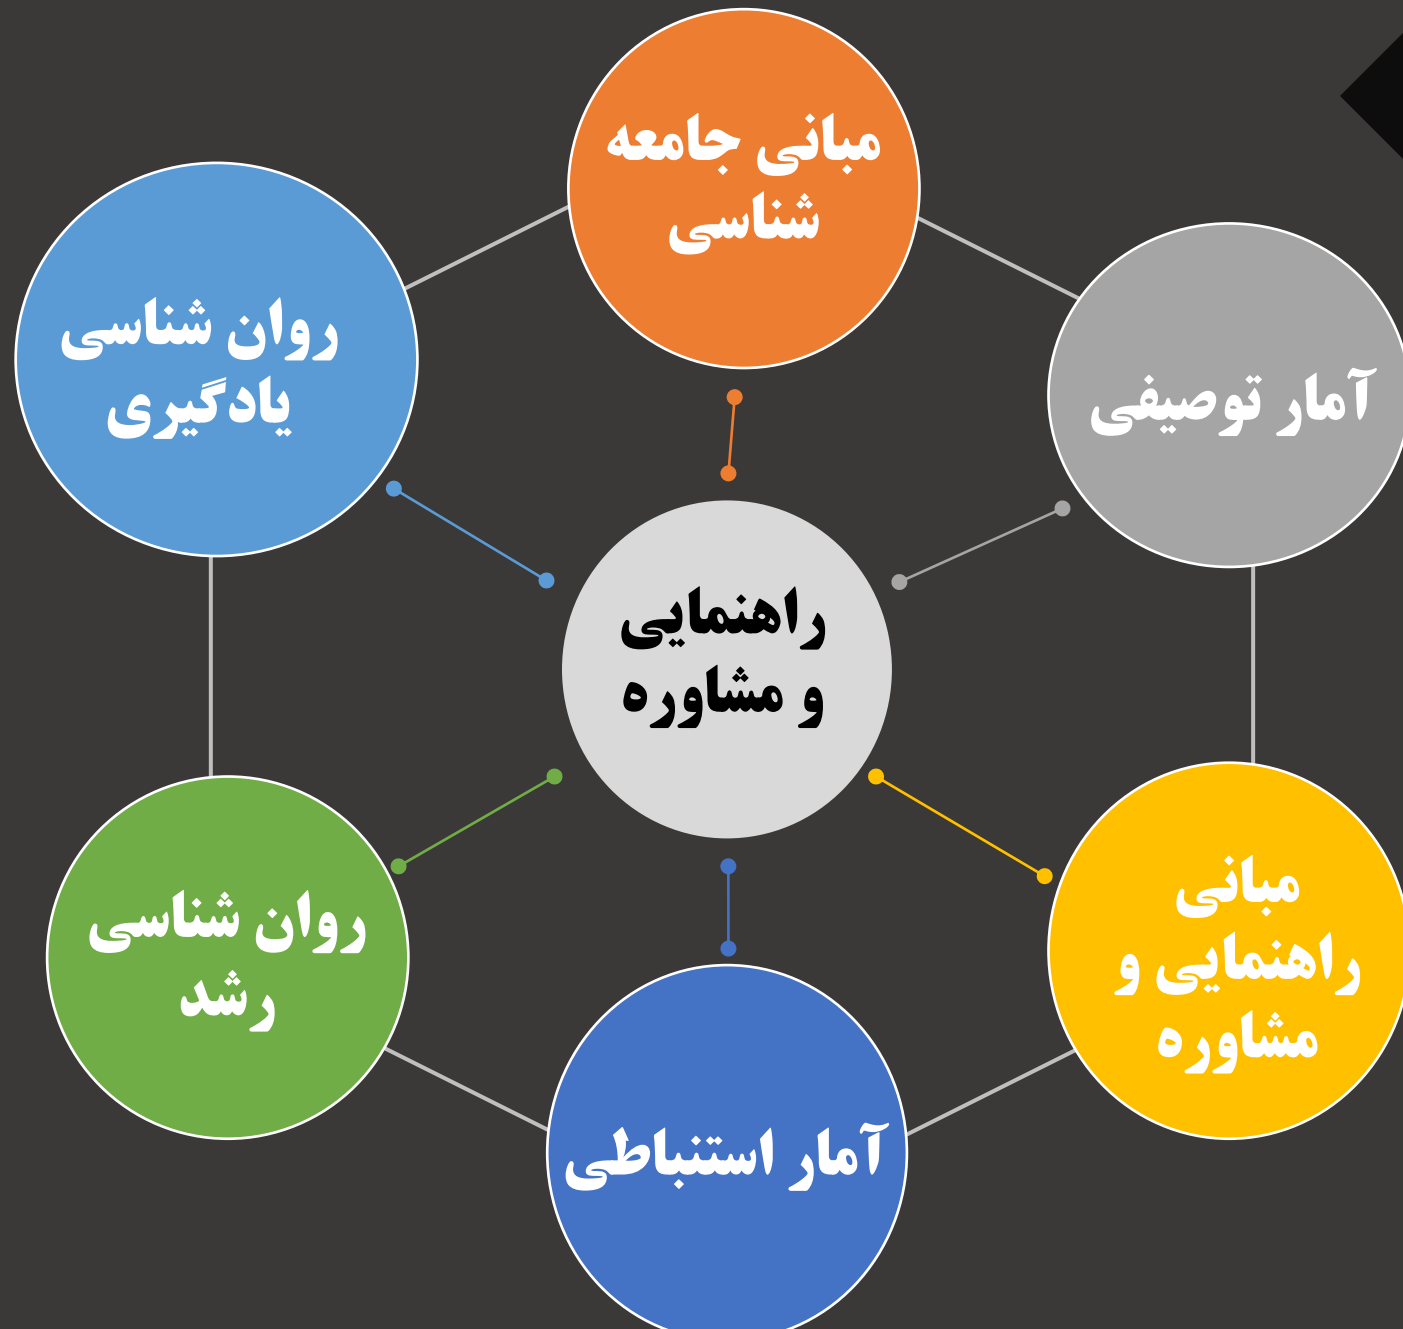 مبانی جامعه
شناسی
آمار توصیفی
روان شناسی
یادگیری
راهنمایی
و مشاوره
مبانی
راهنمایی و
مشاوره
روان شناسی
رشد
آمار استنباطی